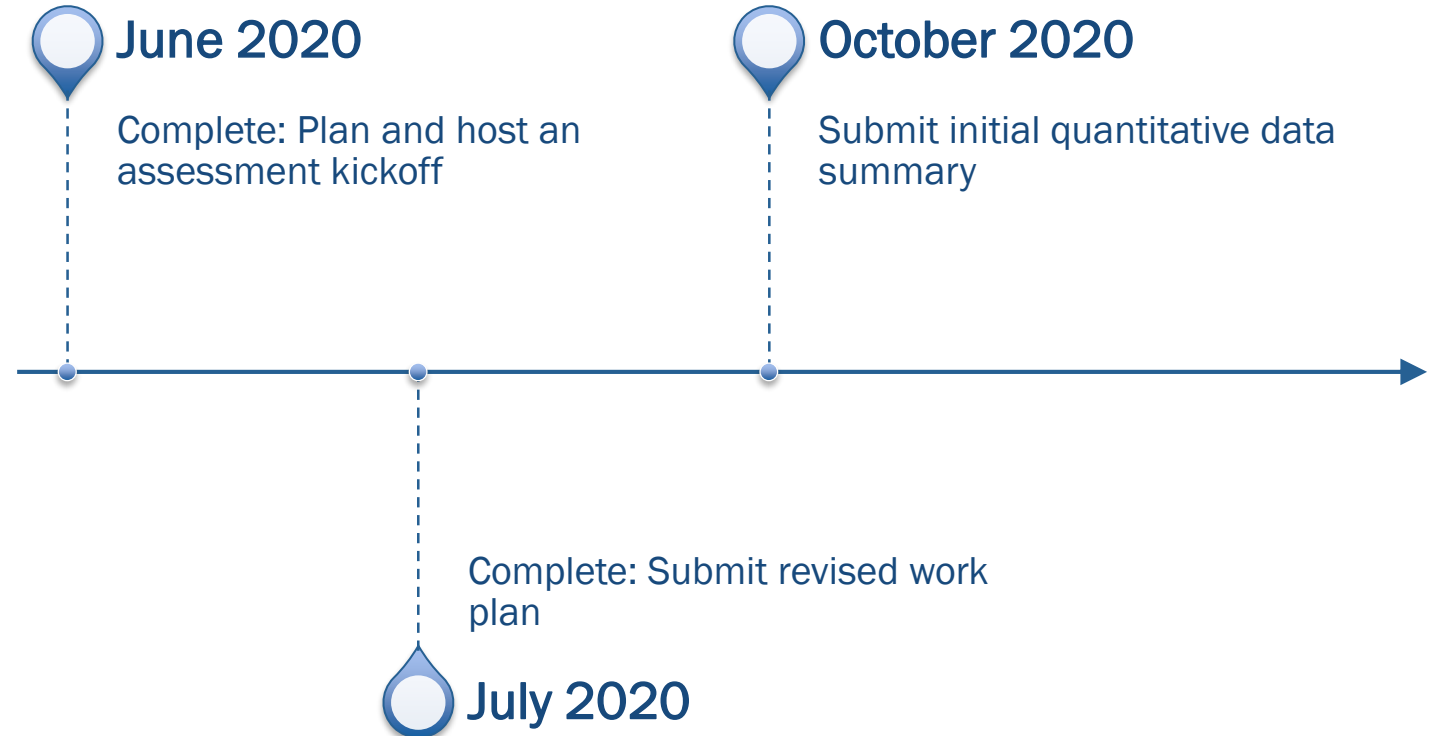 June 2020
Complete: Plan and host an
assessment kickoff
October 2020
Submit initial quantitative data
summary
Complete: Submit revised work
plan
July 2020